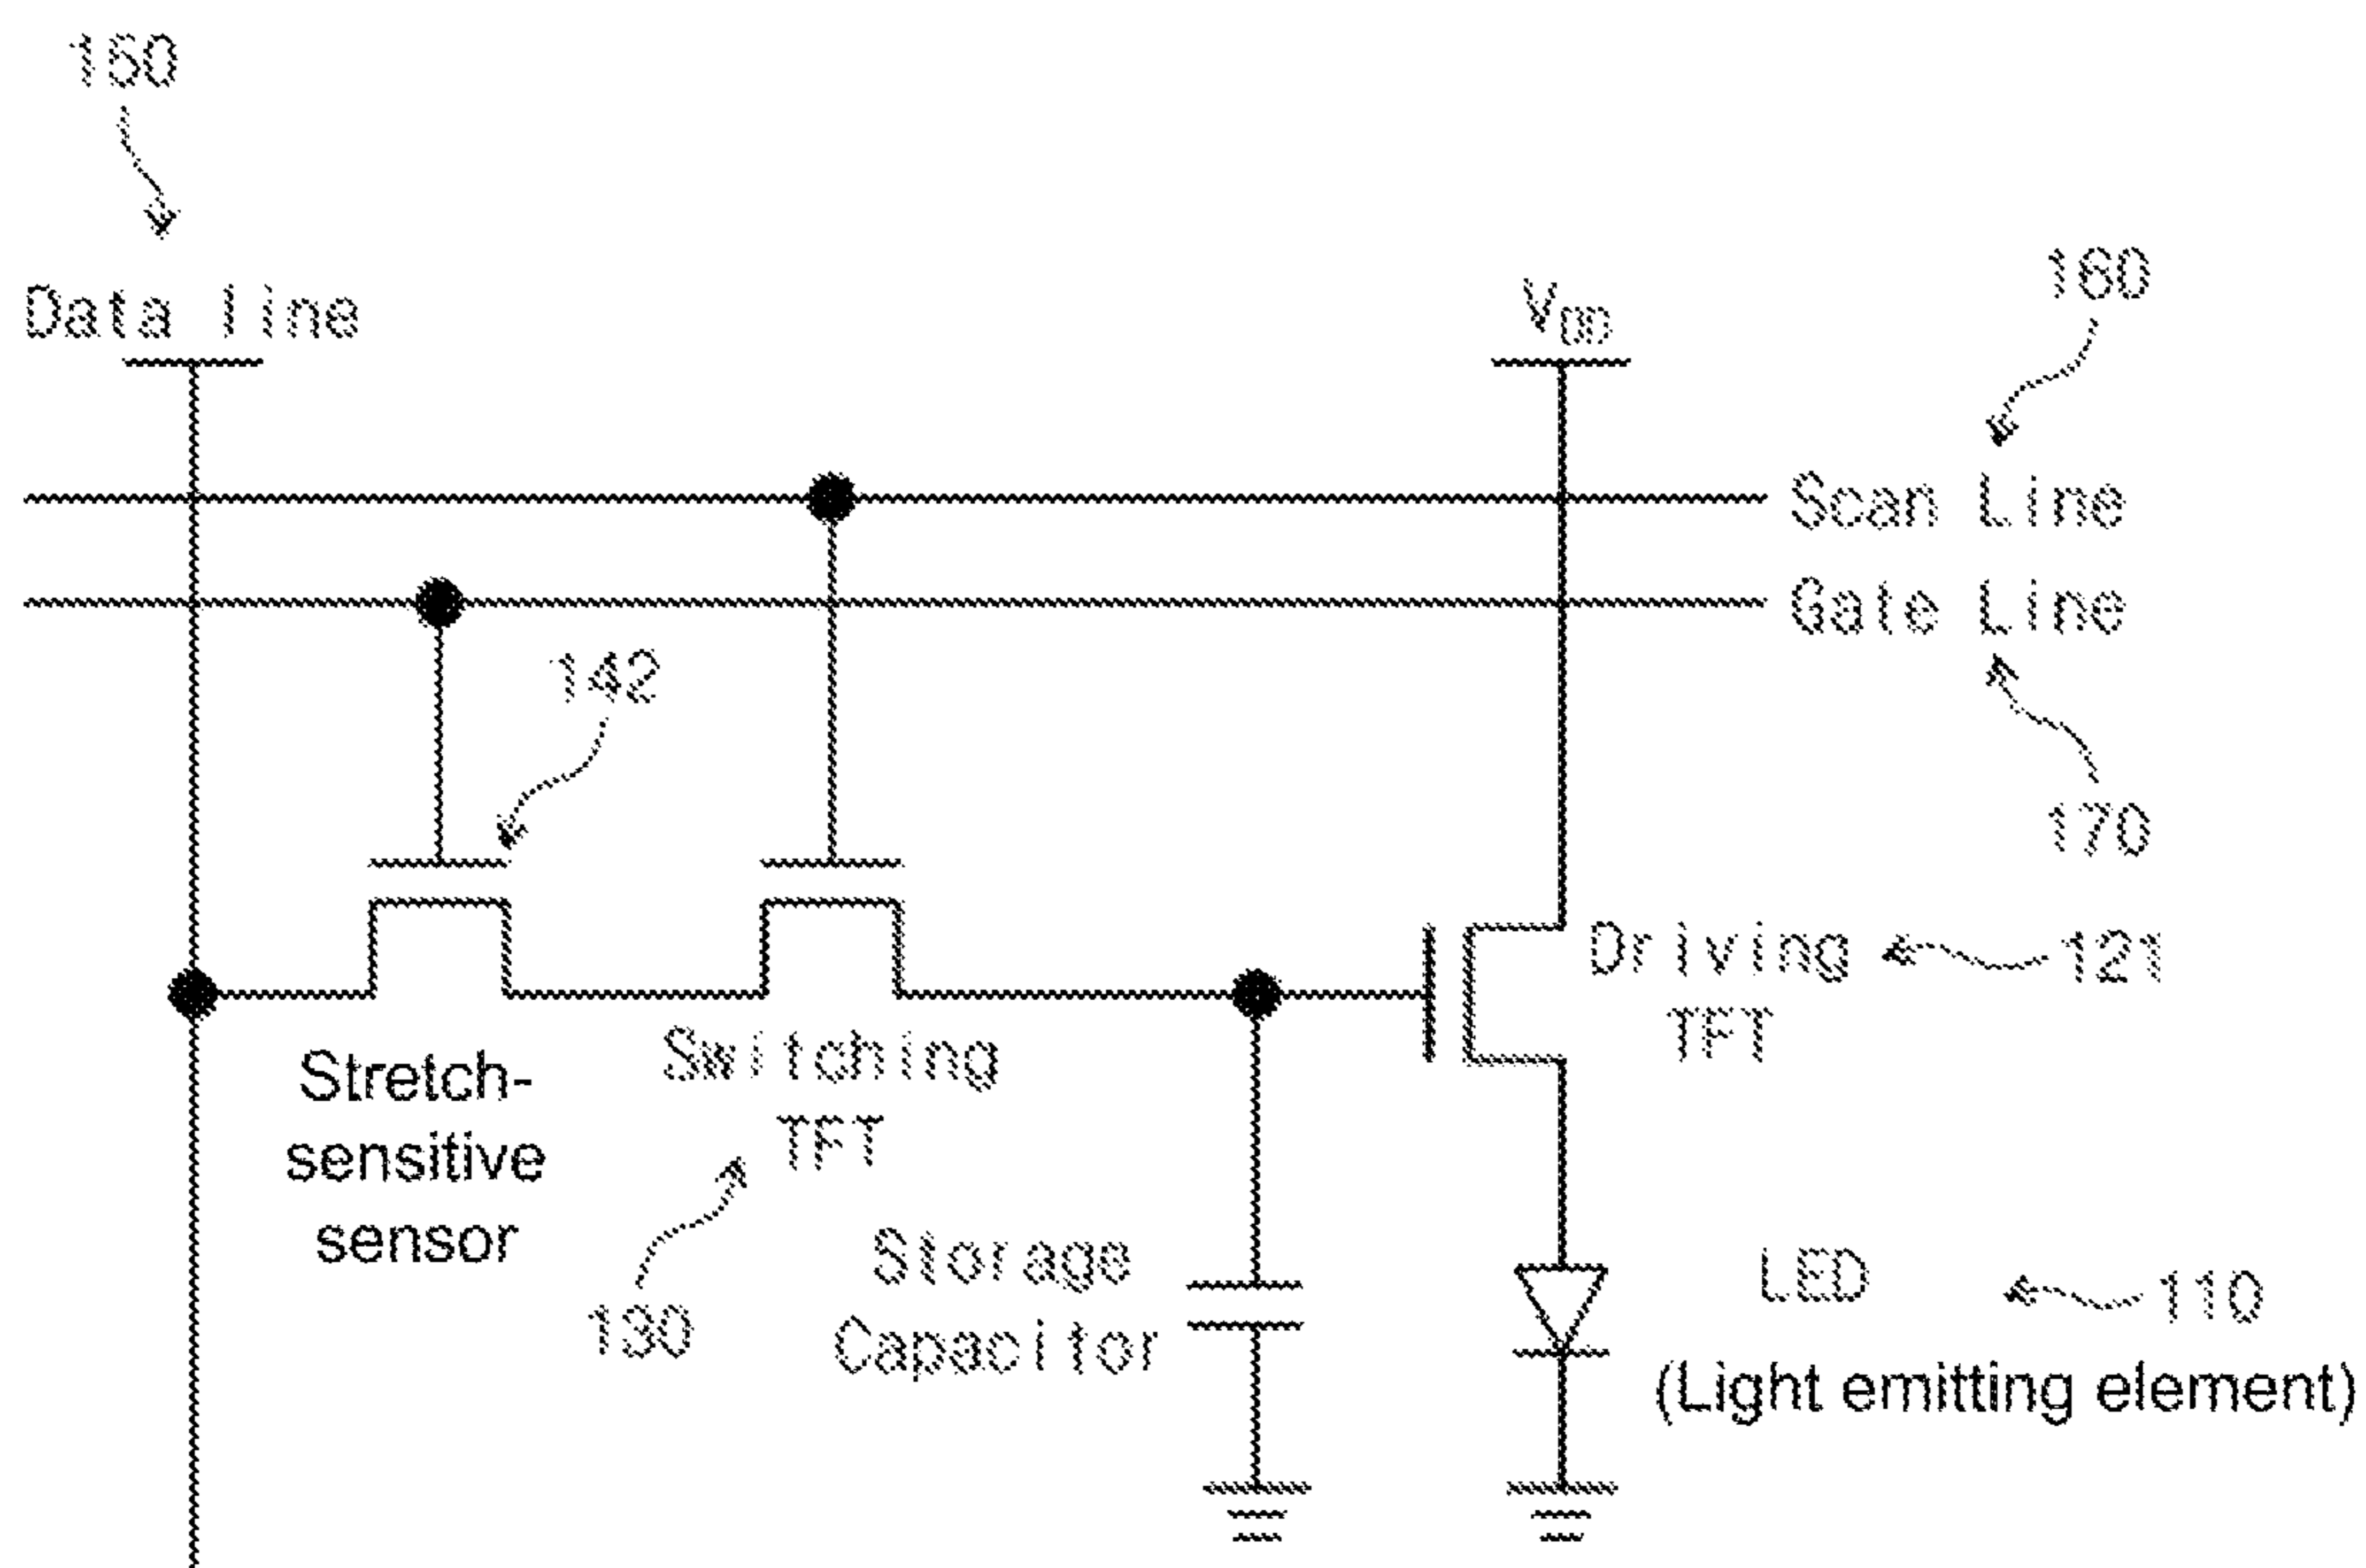 150
Data line
V_DD
160
Scan Line
Gate Line
142
170
Driving
TFT
121
Stretch-
sensitive
sensor
Switching
TFT
130
Storage
Capacitor
LED
110
(Light emitting element)